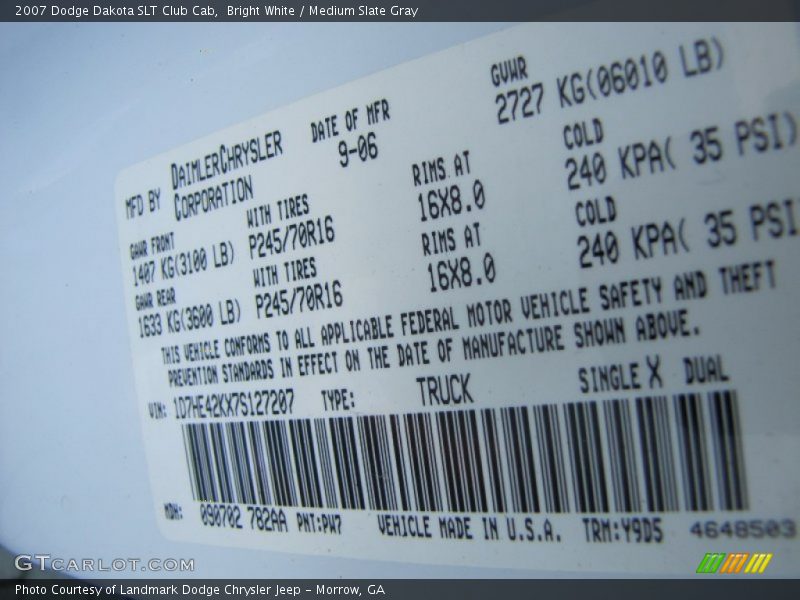 2007 Dodge Dakota SLT Club Cab, Bright White / Medium Slate Gray
MFD BY DAIMLERCHRYSLER CORPORATION
DATE OF MFR 9-06
GVWR 2727 KG(06010 LB)
GAWR FRONT 1407 KG(3100 LB)
WITH TIRES P245/70R16
RIMS AT 16X8.0
COLD 240 KPA( 35 PSI)
GAWR REAR 1633 KG(3600 LB)
WITH TIRES P245/70R16
RIMS AT 16X8.0
COLD 240 KPA( 35 PSI
THIS VEHICLE CONFORMS TO ALL APPLICABLE FEDERAL MOTOR VEHICLE SAFETY AND THEFT
PREVENTION STANDARDS IN EFFECT ON THE DATE OF MANUFACTURE SHOWN ABOVE.
VIN: 1D7HE42KX7S127207 TYPE: TRUCK SINGLE X DUAL
MDH: 090702 782AA PNT:PW7 VEHICLE MADE IN U.S.A. TRM:Y9D5 4648503
GTCARLOT.COM
Photo Courtesy of Landmark Dodge Chrysler Jeep - Morrow, GA